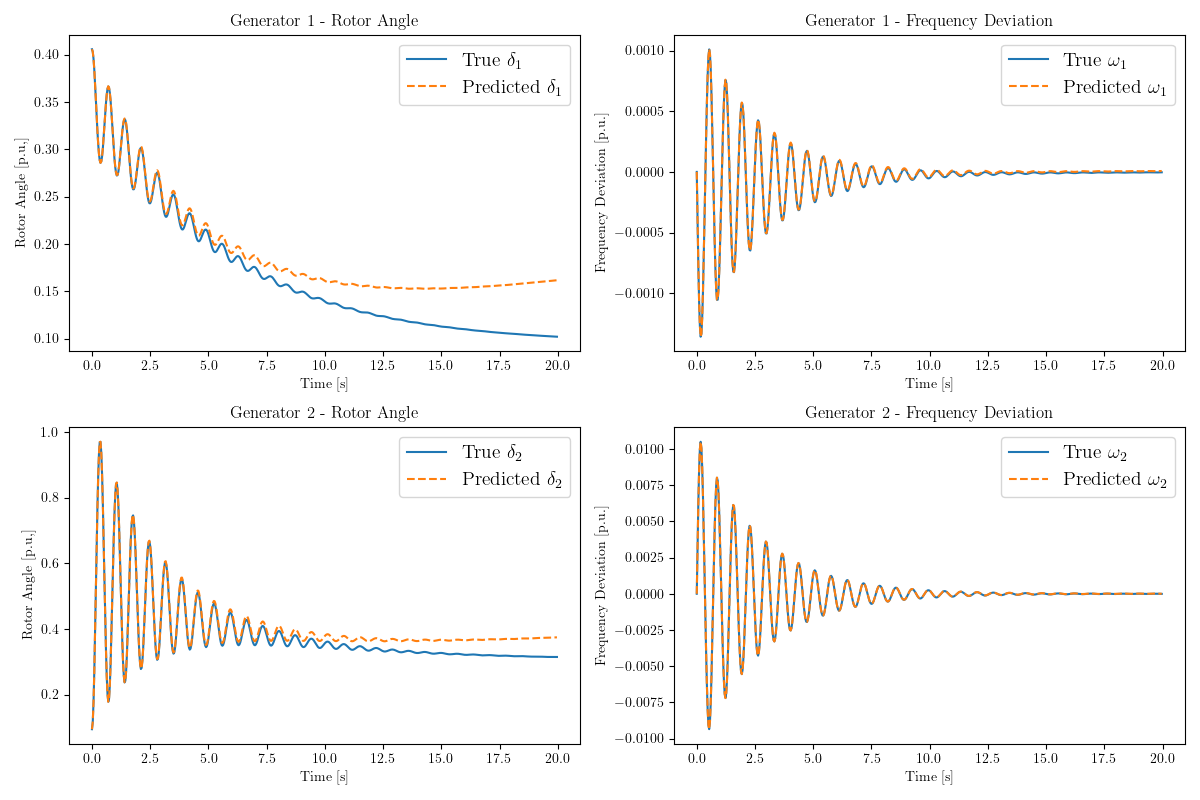 Generator 1 - Rotor Angle
True δ₁
Predicted δ₁
0.40
0.35
0.30
0.25
0.20
0.15
0.10
Rotor Angle [p.u,]
0.0 2.5 5.0 7.5 10.0 12.5 15.0 17.5 20.0
Time [s]
Generator 1 - Frequency Deviation
True ω₁
Predicted ω₁
0.0010
0.0005
0.0000
−0.0005
−0.0010
Frequency Deviation [p.u.]
0.0 2.5 5.0 7.5 10.0 12.5 15.0 17.5 20.0
Time [s]
Generator 2 - Rotor Angle
True δ₂
Predicted δ₂
1.0
0.8
0.6
0.4
0.2
Rotor Angle [p.u,]
0.0 2.5 5.0 7.5 10.0 12.5 15.0 17.5 20.0
Time [s]
Generator 2 - Frequency Deviation
True ω₂
Predicted ω₂
0.0100
0.0075
0.0050
0.0025
0.0000
−0.0025
−0.0050
−0.0075
−0.0100
Frequency Deviation [p.u.]
0.0 2.5 5.0 7.5 10.0 12.5 15.0 17.5 20.0
Time [s]